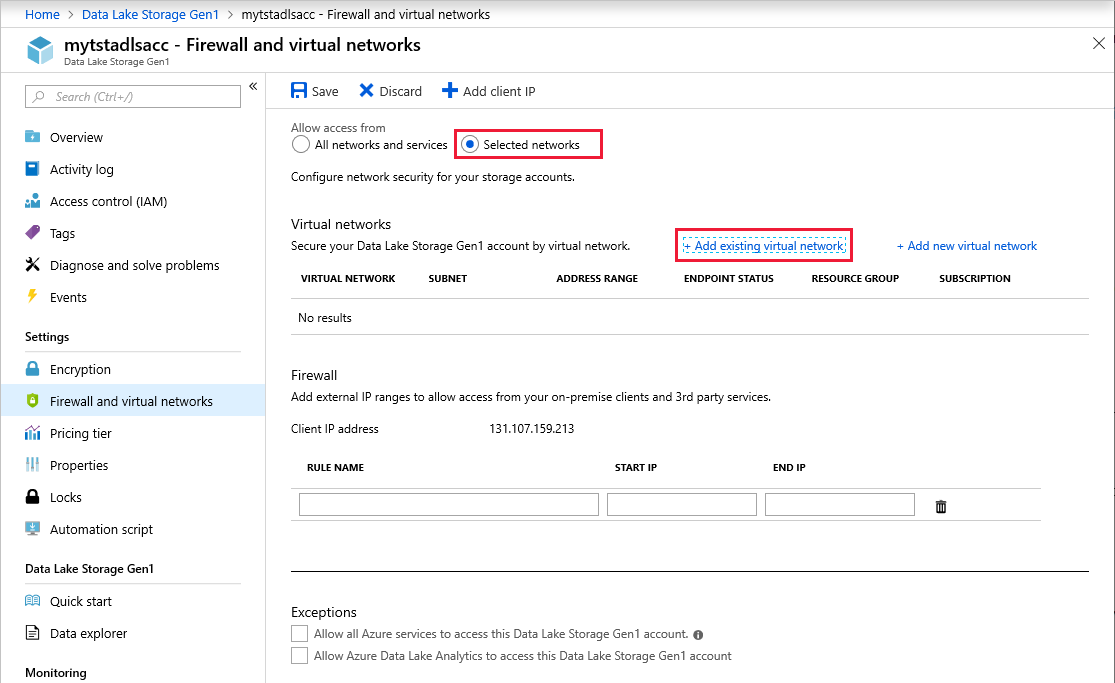 Home > Data Lake Storage Gen1 > mytstadlsacc - Firewall and virtual networks
mytstadlsacc - Firewall and virtual networks
Data Lake Storage Gen1
Search (Ctrl+/)
Overview
Activity log
Access control (IAM)
Tags
Diagnose and solve problems
Events
Settings
Encryption
Firewall and virtual networks
Pricing tier
Properties
Locks
Automation script
Data Lake Storage Gen1
Quick start
Data explorer
Monitoring
Save Discard Add client IP
Allow access from
All networks and services Selected networks
Configure network security for your storage accounts.
Virtual networks
Secure your Data Lake Storage Gen1 account by virtual network. + Add existing virtual network + Add new virtual network
VIRTUAL NETWORK SUBNET ADDRESS RANGE ENDPOINT STATUS RESOURCE GROUP SUBSCRIPTION
No results
Firewall
Add external IP ranges to allow access from your on-premise clients and 3rd party services.
Client IP address 131.107.159.213
RULE NAME START IP END IP
Exceptions
Allow all Azure services to access this Data Lake Storage Gen1 account.
Allow Azure Data Lake Analytics to access this Data Lake Storage Gen1 account